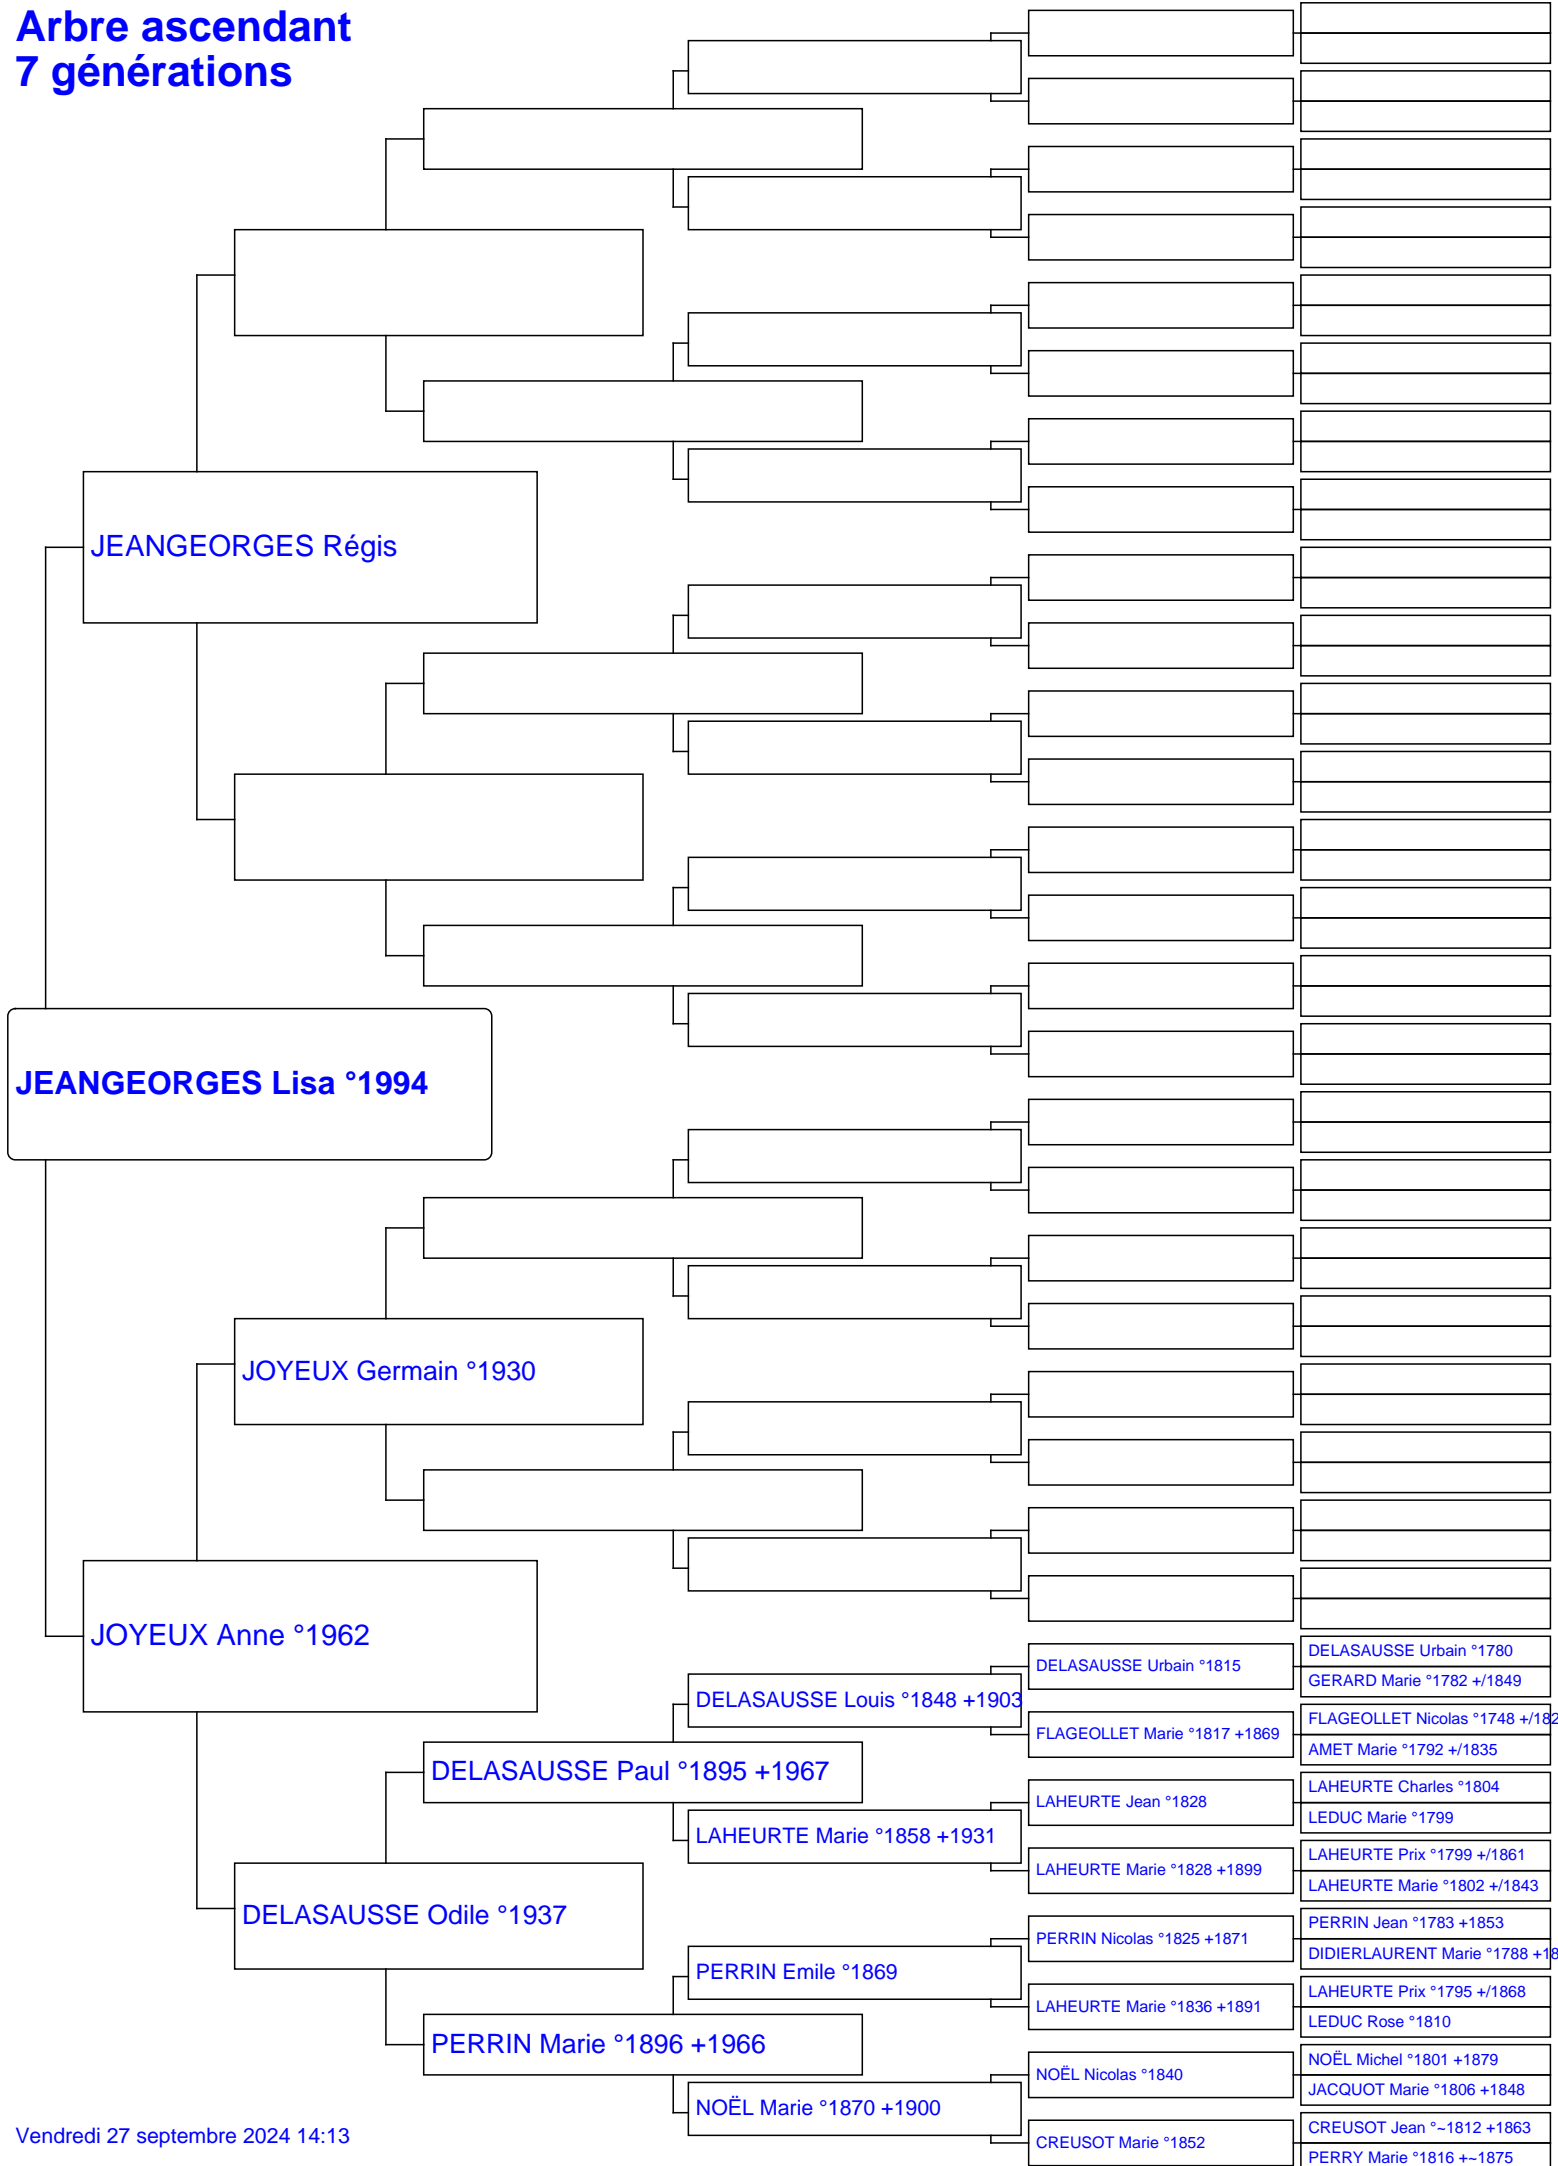 Arbre ascendant
7 générations
JEANGEORGES Régis
JEANGEORGES Lisa °1994
JOYEUX Germain °1930
JOYEUX Anne °1962
DELASAUSSE Urbain °1780
DELASAUSSE Urbain °1815
GERARD Marie °1782 +/1849
DELASAUSSE Louis °1848 +1903
FLAGEOLLET Nicolas °1748 +/182
FLAGEOLLET Marie °1817 +1869
AMET Marie °1792 +/1835
DELASAUSSE Paul °1895 +1967
LAHEURTE Charles °1804
LAHEURTE Jean °1828
LEDUC Marie °1799
LAHEURTE Marie °1858 +1931
LAHEURTE Prix °1799 +/1861
LAHEURTE Marie °1828 +1899
LAHEURTE Marie °1802 +/1843
DELASAUSSE Odile °1937
PERRIN Jean °1783 +1853
PERRIN Nicolas °1825 +1871
DIDIERLAURENT Marie °1788 +18
PERRIN Emile °1869
LAHEURTE Prix °1795 +/1868
LAHEURTE Marie °1836 +1891
LEDUC Rose °1810
PERRIN Marie °1896 +1966
NOËL Michel °1801 +1879
NOËL Nicolas °1840
JACQUOT Marie °1806 +1848
NOËL Marie °1870 +1900
CREUSOT Jean °~1812 +1863
CREUSOT Marie °1852
PERRY Marie °1816 +~1875
Vendredi 27 septembre 2024 14:13